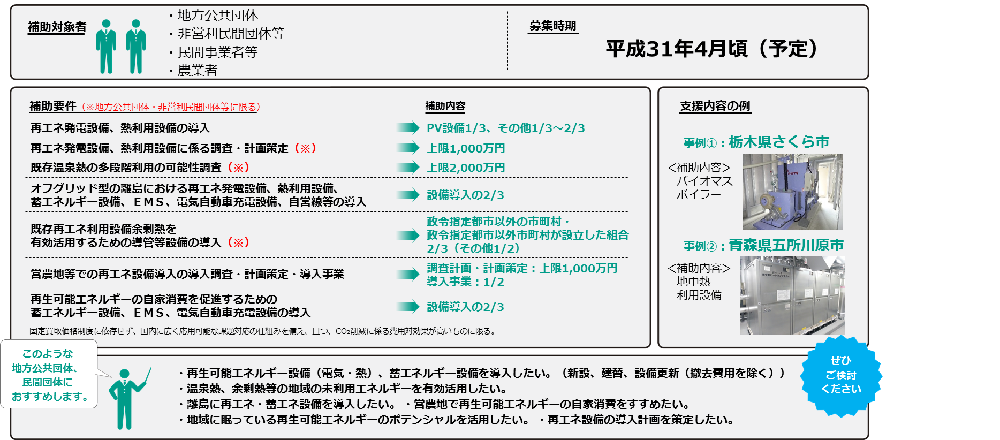 補助対象者
・地方公共団体
・非営利民間団体等
・民間事業者等
・農業者
募集時期
平成31年4月頃（予定）
補助要件（※地方公共団体・非営利民間団体等に限る）
補助内容
再エネ発電設備、熱利用設備の導入
PV設備1/3、その他1/3～2/3
再エネ発電設備、熱利用設備に係る調査・計画策定（※）
上限1,000万円
既存温泉熱の多段階利用の可能性調査（※）
上限2,000万円
オフグリッド型の離島における再エネ発電設備、熱利用設備、
蓄エネルギー設備、ＥＭＳ、電気自動車充電設備、自営線等の導入
設備導入の2/3
既存再エネ利用設備余剰熱を
有効活用するための導管等設備の導入（※）
政令指定都市以外の市町村・
政令指定都市以外市町村が設立した組合
2/3（その他1/2）
営農地等での再エネ設備導入の導入調査・計画策定・導入事業
調査計画・計画策定：上限1,000万円
導入事業：1/2
再生可能エネルギーの自家消費を促進するための
蓄エネルギー設備、ＥＭＳ、電気自動車充電設備の導入
設備導入の2/3
固定買取価格制度に依存せず、国内に広く応用可能な課題対応の仕組みを備え、且つ、CO₂削減に係る費用対効果が高いものに限る。
支援内容の例
事例①：栃木県さくら市
＜補助内容＞
バイオマス
ボイラー
事例②：青森県五所川原市
＜補助内容＞
地中熱
利用設備
このような
地方公共団体、
民間団体に
おすすめします。
・再生可能エネルギー設備（電気・熱）、蓄エネルギー設備を導入したい。（新設、建替、設備更新（撤去費用を除く））
・温泉熱、余剰熱等の地域の未利用エネルギーを有効活用したい。
・離島に再エネ・蓄エネ設備を導入したい。・営農地で再生可能エネルギーの自家消費をすすめたい。
・地域に眠っている再生可能エネルギーのポテンシャルを活用したい。・再エネ設備の導入計画を策定したい。
ぜひ
ご検討
ください